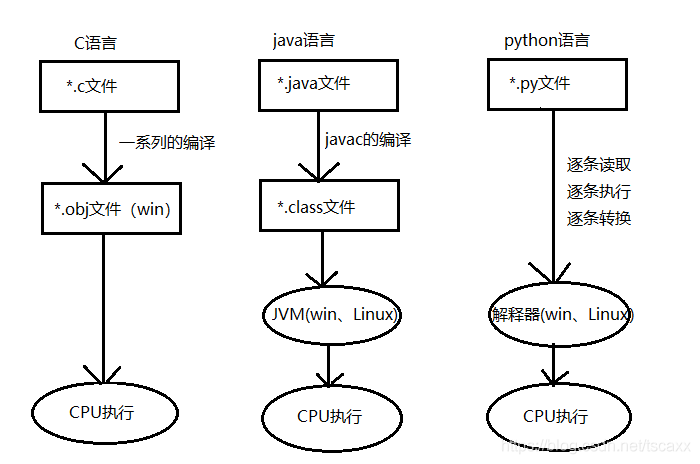 C语言
*.c文件
一系列的编译
*.obj文件（win）
CPU执行
java语言
*.java文件
javac的编译
*.class文件
JVM(win、Linux)
CPU执行
python语言
*.py文件
逐条读取
逐条执行
逐条转换
解释器(win、Linux)
CPU执行
https://blog.csdn.net/tscaxx